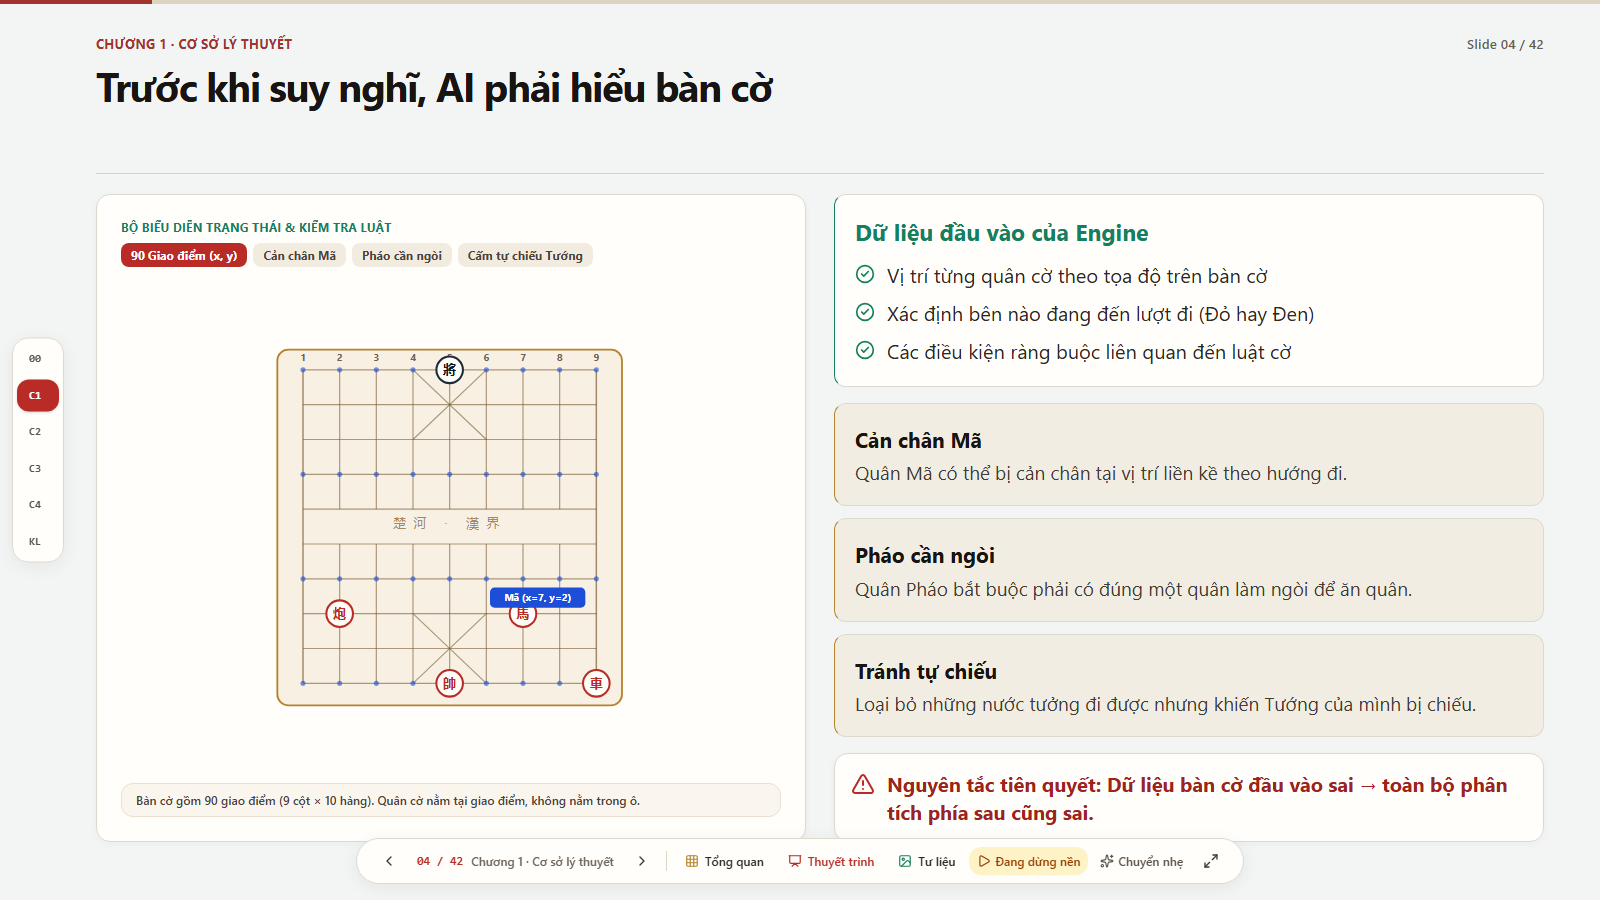 CHƯƠNG 1 · CƠ SỞ LÝ THUYẾT
Slide 04 / 42
Trước khi suy nghĩ, AI phải hiểu bàn cờ
00
C1
C2
C3
C4
KL
BỘ BIỂU DIỄN TRẠNG THÁI & KIỂM TRA LUẬT
90 Giao điểm (x, y)
Cản chân Mã
Pháo cần ngòi
Cấm tự chiếu Tướng
1 2 3 4 6 7 8 9
將
楚河 · 漢界
Mã (x=7, y=2)
炮 馬
帥 車
Bàn cờ gồm 90 giao điểm (9 cột × 10 hàng). Quân cờ nằm tại giao điểm, không nằm trong ô.
Dữ liệu đầu vào của Engine
Vị trí từng quân cờ theo tọa độ trên bàn cờ
Xác định bên nào đang đến lượt đi (Đỏ hay Đen)
Các điều kiện ràng buộc liên quan đến luật cờ
Cản chân Mã
Quân Mã có thể bị cản chân tại vị trí liền kề theo hướng đi.
Pháo cần ngòi
Quân Pháo bắt buộc phải có đúng một quân làm ngòi để ăn quân.
Tránh tự chiếu
Loại bỏ những nước tưởng đi được nhưng khiến Tướng của mình bị chiếu.
Nguyên tắc tiên quyết: Dữ liệu bàn cờ đầu vào sai → toàn bộ phân
tích phía sau cũng sai.
04 / 42 Chương 1 · Cơ sở lý thuyết
Tổng quan
Thuyết trình
Tư liệu
Đang dừng nền
Chuyển nhẹ